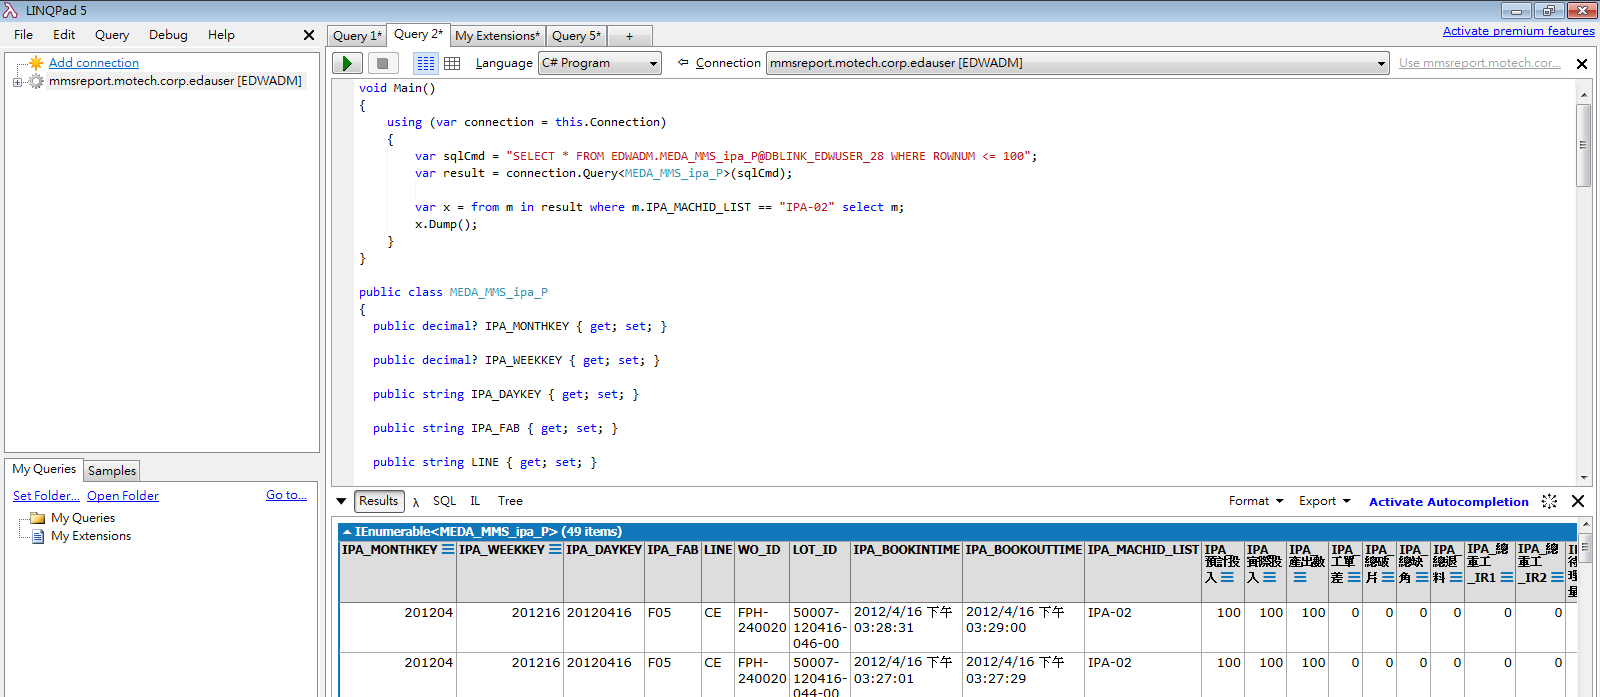 LINQPad 5
File Edit Query Debug Help
Query 1* Query 2* My Extensions* Query 5* +
Activate premium features
Add connection
mmsreport.motech.corp.edauser [EDWADM]
Language C# Program Connection mmsreport.motech.corp.edauser [EDWADM] Use mmsreport.motech.cor...
void Main()
{
using (var connection = this.Connection)
{
var sqlCmd = "SELECT * FROM EDWADM.MEDA_MMS_ipa_P@DBLINK_EDWUSER_28 WHERE ROWNUM <= 100";
var result = connection.Query<MEDA_MMS_ipa_P>(sqlCmd);
var x = from m in result where m.IPA_MACHID_LIST == "IPA-02" select m;
x.Dump();
}
}
public class MEDA_MMS_ipa_P
{
public decimal? IPA_MONTHKEY { get; set; }
public decimal? IPA_WEEKKEY { get; set; }
public string IPA_DAYKEY { get; set; }
public string IPA_FAB { get; set; }
public string LINE { get; set; }
My Queries Samples
Set Folder... Open Folder Go to...
My Queries
My Extensions
Results λ SQL IL Tree Format Export Activate Autocompletion
IEnumerable<MEDA_MMS_ipa_P> (49 items)
IPA_MONTHKEY IPA_WEEKKEY IPA_DAYKEY IPA_FAB LINE WO_ID LOT_ID IPA_BOOKINTIME IPA_BOOKOUTTIME IPA_MACHID_LIST IPA_預計投入 IPA_實際投入 IPA_產出數 IPA_工單差 IPA_總破片 IPA_總缺角 IPA_總退料 IPA_總重工_IR1 IPA_總重工_IR2
201204 201216 20120416 F05 CE FPH-240020 50007-120416-046-00 2012/4/16 下午 03:28:31 2012/4/16 下午 03:29:00 IPA-02 100 100 100 0 0 0 0 0 0
201204 201216 20120416 F05 CE FPH-240020 50007-120416-044-00 2012/4/16 下午 03:27:01 2012/4/16 下午 03:27:29 IPA-02 100 100 100 0 0 0 0 0 0